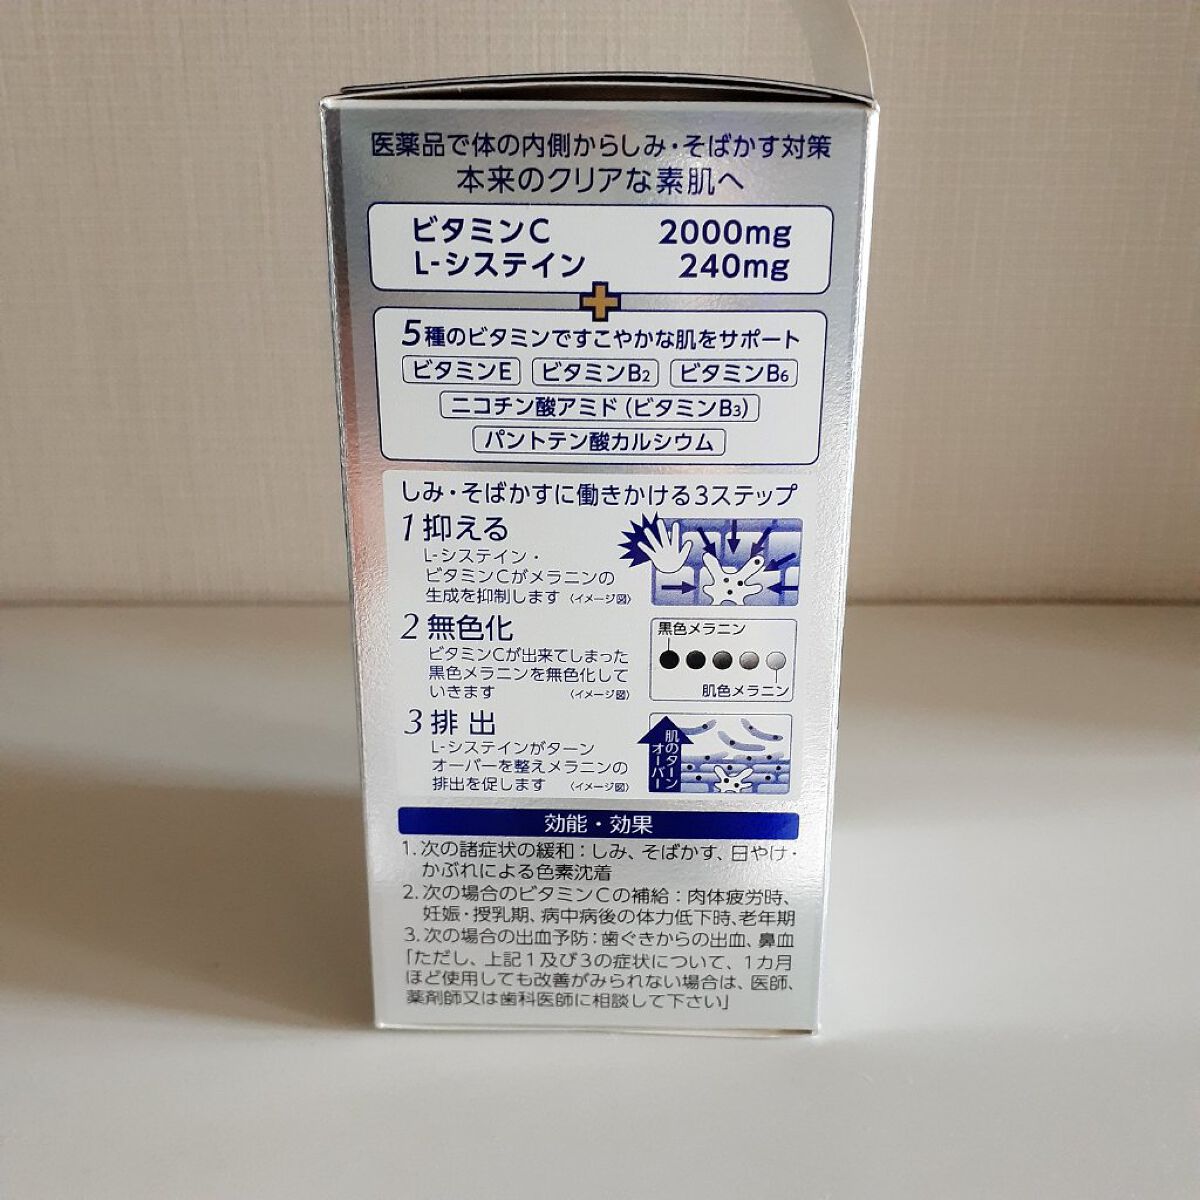 医薬品で体の内側からしみ・そばかす対策
本来のクリアな素肌へ
ビタミンC 2000mg
L-システイン 240mg
5種のビタミンですこやかな肌をサポート
ビタミンE ビタミンB2 ビタミンB6
ニコチン酸アミド(ビタミンB3)
パントテン酸カルシウム
しみ・そばかすに働きかける3ステップ
1 抑える
L-システイン・
ビタミンCがメラニンの
生成を抑制します 〈イメージ図〉
2 無色化
ビタミンCが出来てしまった
黒色メラニンを無色化して
いきます 〈イメージ図〉
黒色メラニン
肌色メラニン
3 排出
L-システインがターン
オーバーを整えメラニンの
排出を促します 〈イメージ図〉
肌のターン
オーバー
効能・効果
1. 次の諸症状の緩和：しみ、そばかす、日やけ・
かぶれによる色素沈着
2. 次の場合のビタミンCの補給：肉体疲労時、
妊娠・授乳期、病中病後の体力低下時、老年期
3. 次の場合の出血予防：歯ぐきからの出血、鼻血
「ただし、上記1及び3の症状について、1カ月
ほど使用しても改善がみられない場合は、医師、
薬剤師又は歯科医師に相談して下さい」